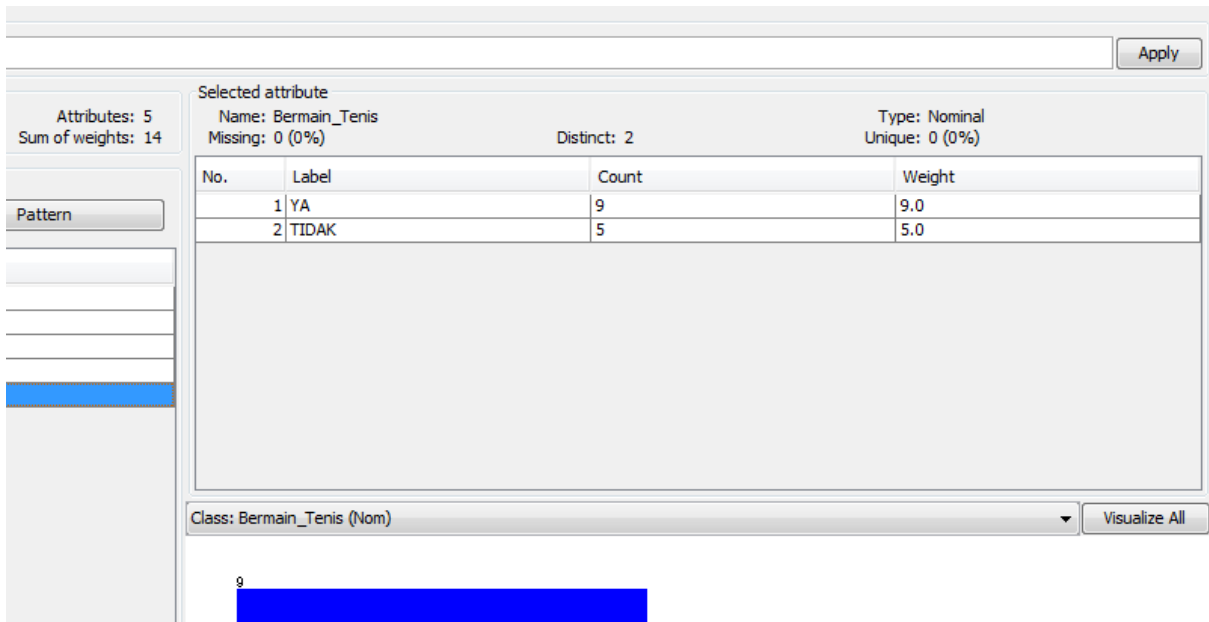 Apply
Selected attribute
Attributes: 5 Name: Bermain_Tenis Type: Nominal
Sum of weights: 14 Missing: 0 (0%) Distinct: 2 Unique: 0 (0%)
No. Label Count Weight
1 YA 9 9.0
Pattern
2 TIDAK 5 5.0
Class: Bermain_Tenis (Nom) Visualize All
9